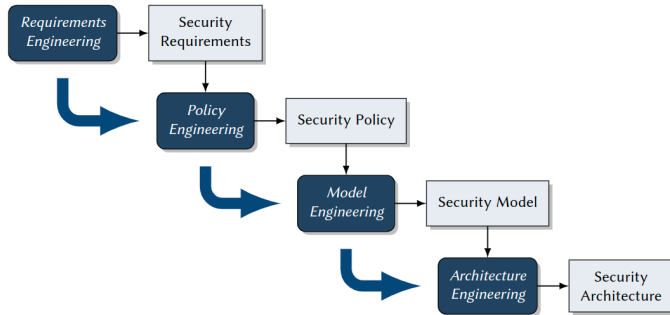 Requirements
Engineering
Security
Requirements
Policy
Engineering
Security Policy
Model
Engineering
Security Model
Architecture
Engineering
Security
Architecture